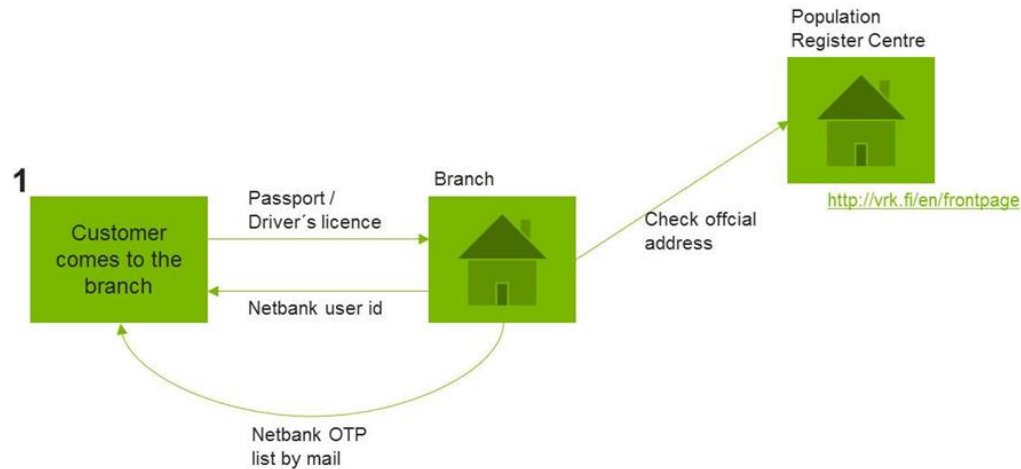 Population
Register Centre
http://vrk.fi/en/frontpage
1
Customer
comes to the
branch
Passport /
Driver´s licence
Netbank user id
Branch
Check offcial
address
Netbank OTP
list by mail